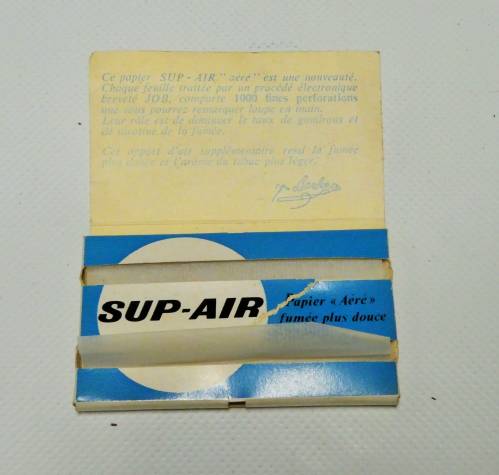 Ce papier SUP-AIR "aéré" est une nouveauté.
Chaque feuille traitée par un procédé électronique
breveté JOB, comporte 1000 fines perforations
que vous pourrez remarquer loupe en main.
Leur rôle est de diminuer le taux de goudrons et
de nicotine de la fumée.
Cet apport d'air supplémentaire rend la fumée
plus douce et l'arôme du tabac plus léger.
SUP-AIR
Papier « Aéré »
fumée plus douce